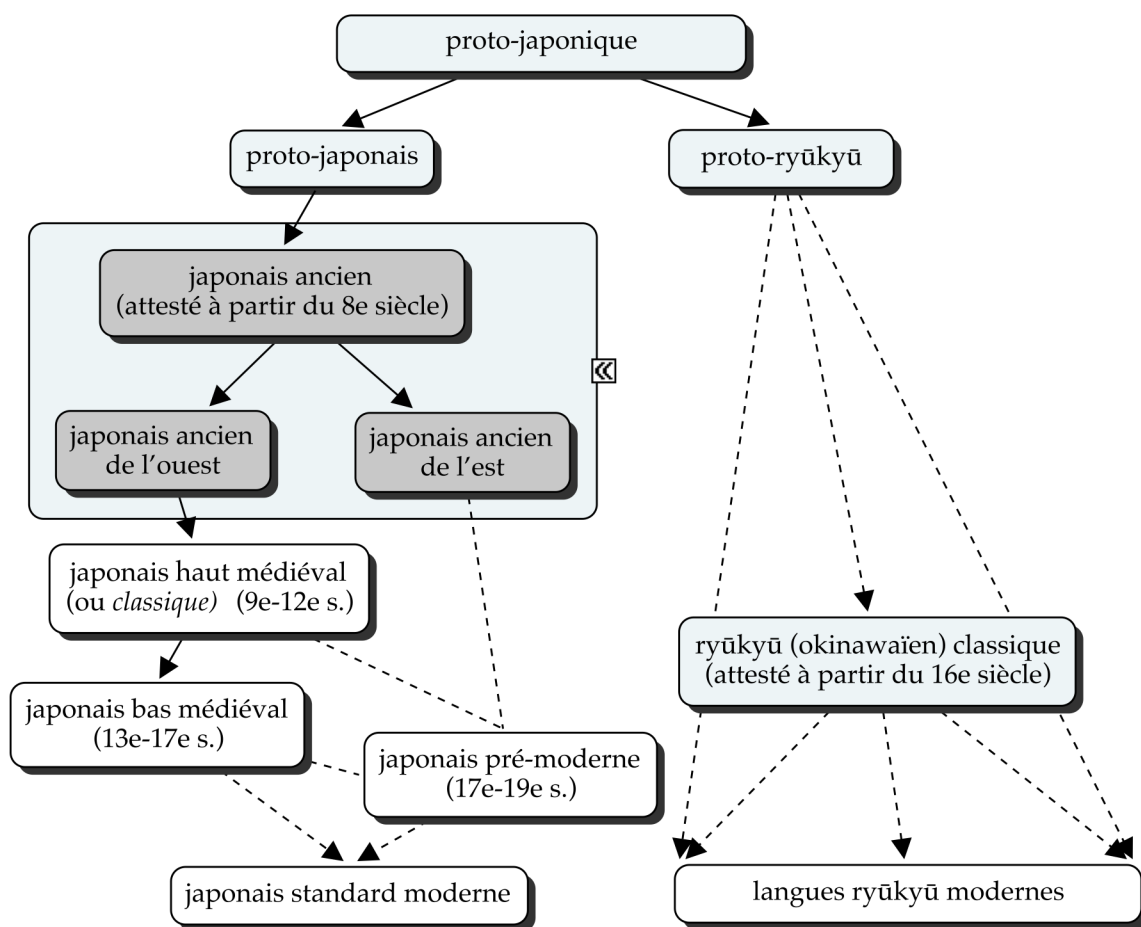 proto-japonique
proto-japonais
proto-ryūkyū
japonais ancien
(attesté à partir du 8e siècle)
japonais ancien
de l'ouest
japonais ancien
de l'est
japonais haut médiéval
(ou classique) (9e-12e s.)
ryūkyū (okinawaïen) classique
(attesté à partir du 16e siècle)
japonais bas médiéval
(13e-17e s.)
japonais pré-moderne
(17e-19e s.)
japonais standard moderne
langues ryūkyū modernes